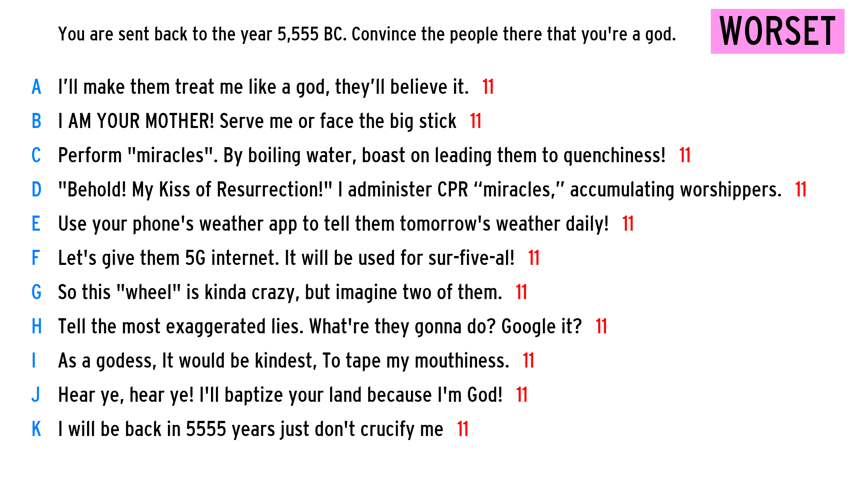 You are sent back to the year 5,555 BC. Convince the people there that you're a god.
WORSET
A I’ll make them treat me like a god, they’ll believe it. 11
B I AM YOUR MOTHER! Serve me or face the big stick 11
C Perform "miracles". By boiling water, boast on leading them to quenchiness! 11
D "Behold! My Kiss of Resurrection!" I administer CPR “miracles,” accumulating worshippers. 11
E Use your phone's weather app to tell them tomorrow's weather daily! 11
F Let's give them 5G internet. It will be used for sur-five-al! 11
G So this "wheel" is kinda crazy, but imagine two of them. 11
H Tell the most exaggerated lies. What're they gonna do? Google it? 11
I As a godess, It would be kindest, To tape my mouthiness. 11
J Hear ye, hear ye! I'll baptize your land because I'm God! 11
K I will be back in 5555 years just don't crucify me 11